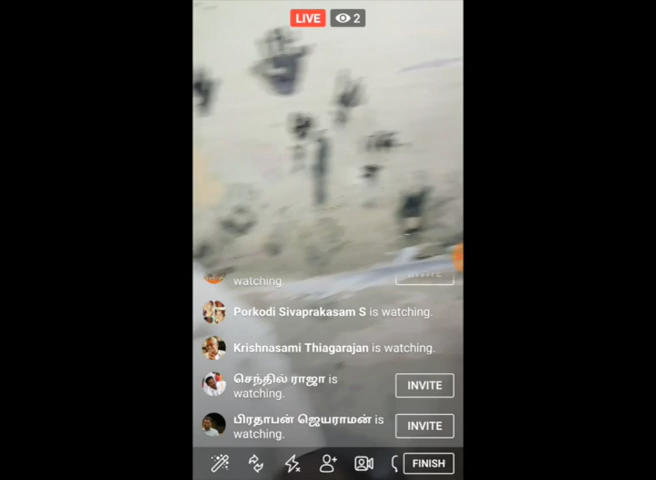 LIVE 2
INVITE
watching.
Porkodi Sivaprakasam S is watching.
Krishnasami Thiagarajan is watching.
செந்தில் ராஜா is
watching.
INVITE
பிரதாபன் ஜெயராமன் is
watching.
INVITE
FINISH